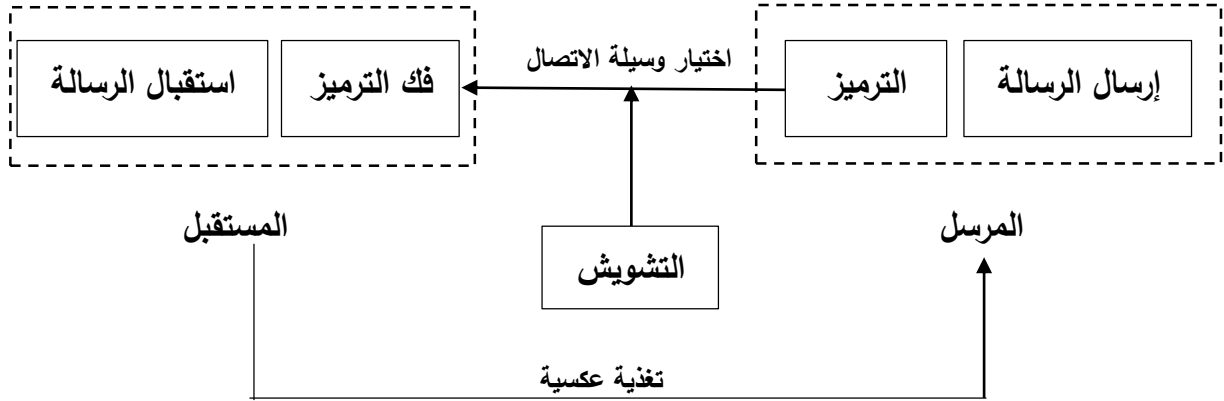 اختيار وسيلة الاتصال
إرسال الرسالة
الترميز
فك الترميز
استقبال الرسالة
المرسل
المستقبل
التشويش
تغذية عكسية